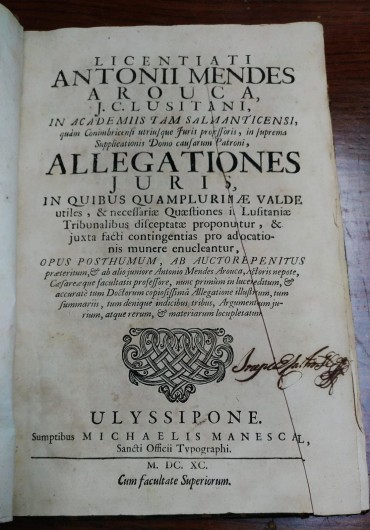 LICENTIATI
ANTONII MENDES
AROUCA,
J.C. LUSITANI,
IN ACADEMIIS TAM SALMANTICENSI,
quàm Conimbricensi utriusque Juris professoris, in suprema
Supplicationis Domo causarum Patroni,
ALLEGATIONES
JURIS,
IN QUIBUS QUAMPLURIMÆ VALDE
utiles, & necessariæ Quæstiones in Lusitaniæ
Tribunalibus disceptatæ proponuntur, &
juxta facti contingentias pro advocatio-
nis munere enucleantur,
OPUS POSTHUMUM, AB AUCTORE PENITUS
præteritum, & ab alio juniore Antonio Mendes Arouca, Actoris nepote,
Cæsareæque facultatis professore, nunc primùm in lucem editum, &
accuratè tum Doctorum copiosissimâ Allegatione illustratum, tum
summariis, tum denique indicibus tribus, Argumentorum ju-
rium, atque rerum, & materiarum locupletatum
ULYSSIPONE.
Sumptibus MICHAELIS MANESCAL,
Sancti Officii Typographi.
M. DC. XC.
Cum facultate Superiorum.